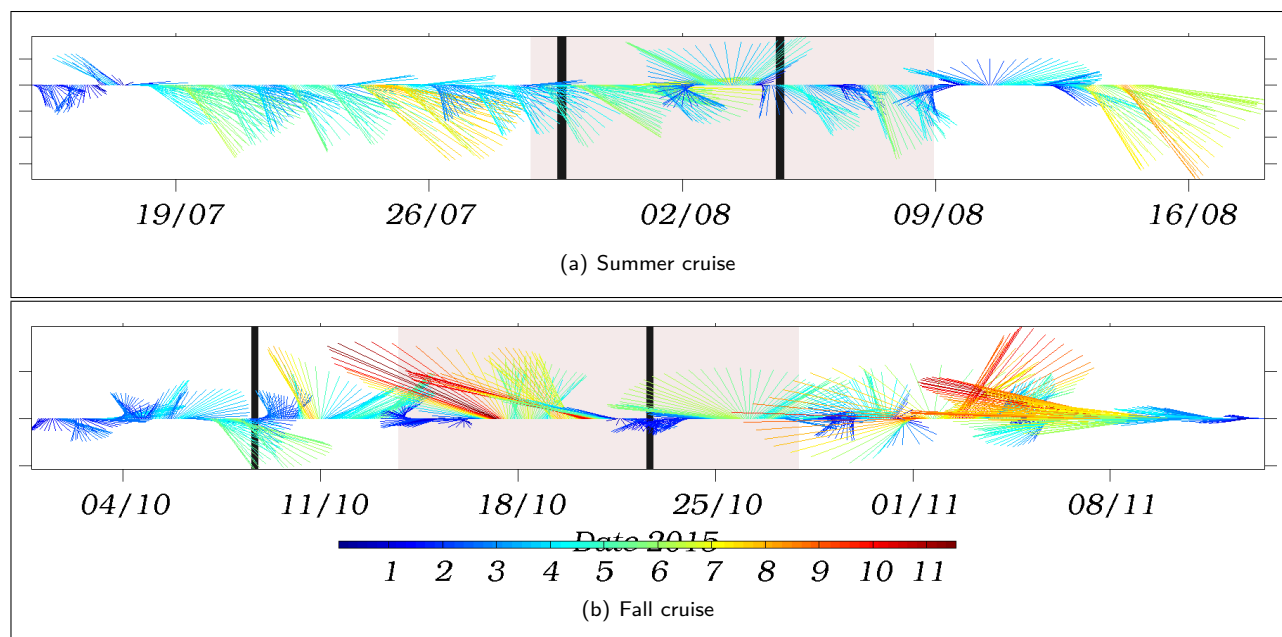 19/07 26/07 02/08 09/08 16/08
(a) Summer cruise
04/10 11/10 18/10 25/10 01/11 08/11
Date 2015
1 2 3 4 5 6 7 8 9 10 11
(b) Fall cruise